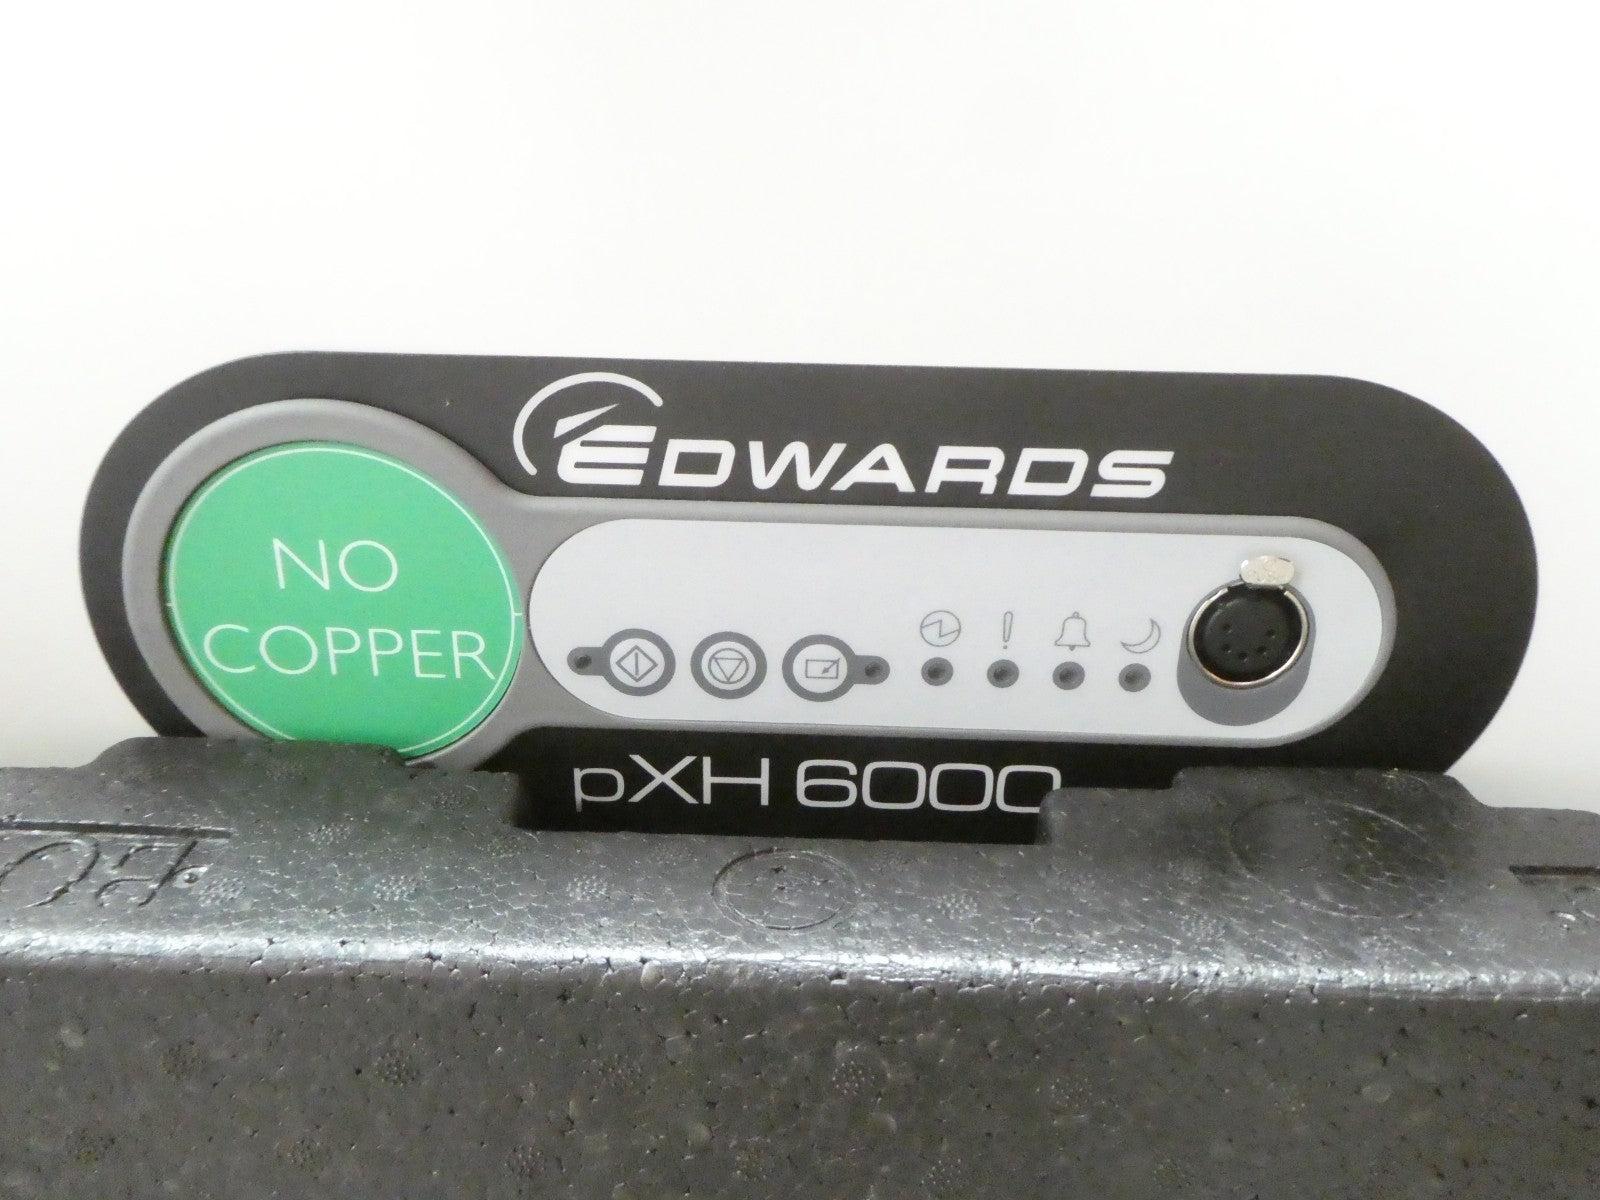 EDWARDS
NO
COPPER
pXH 6000